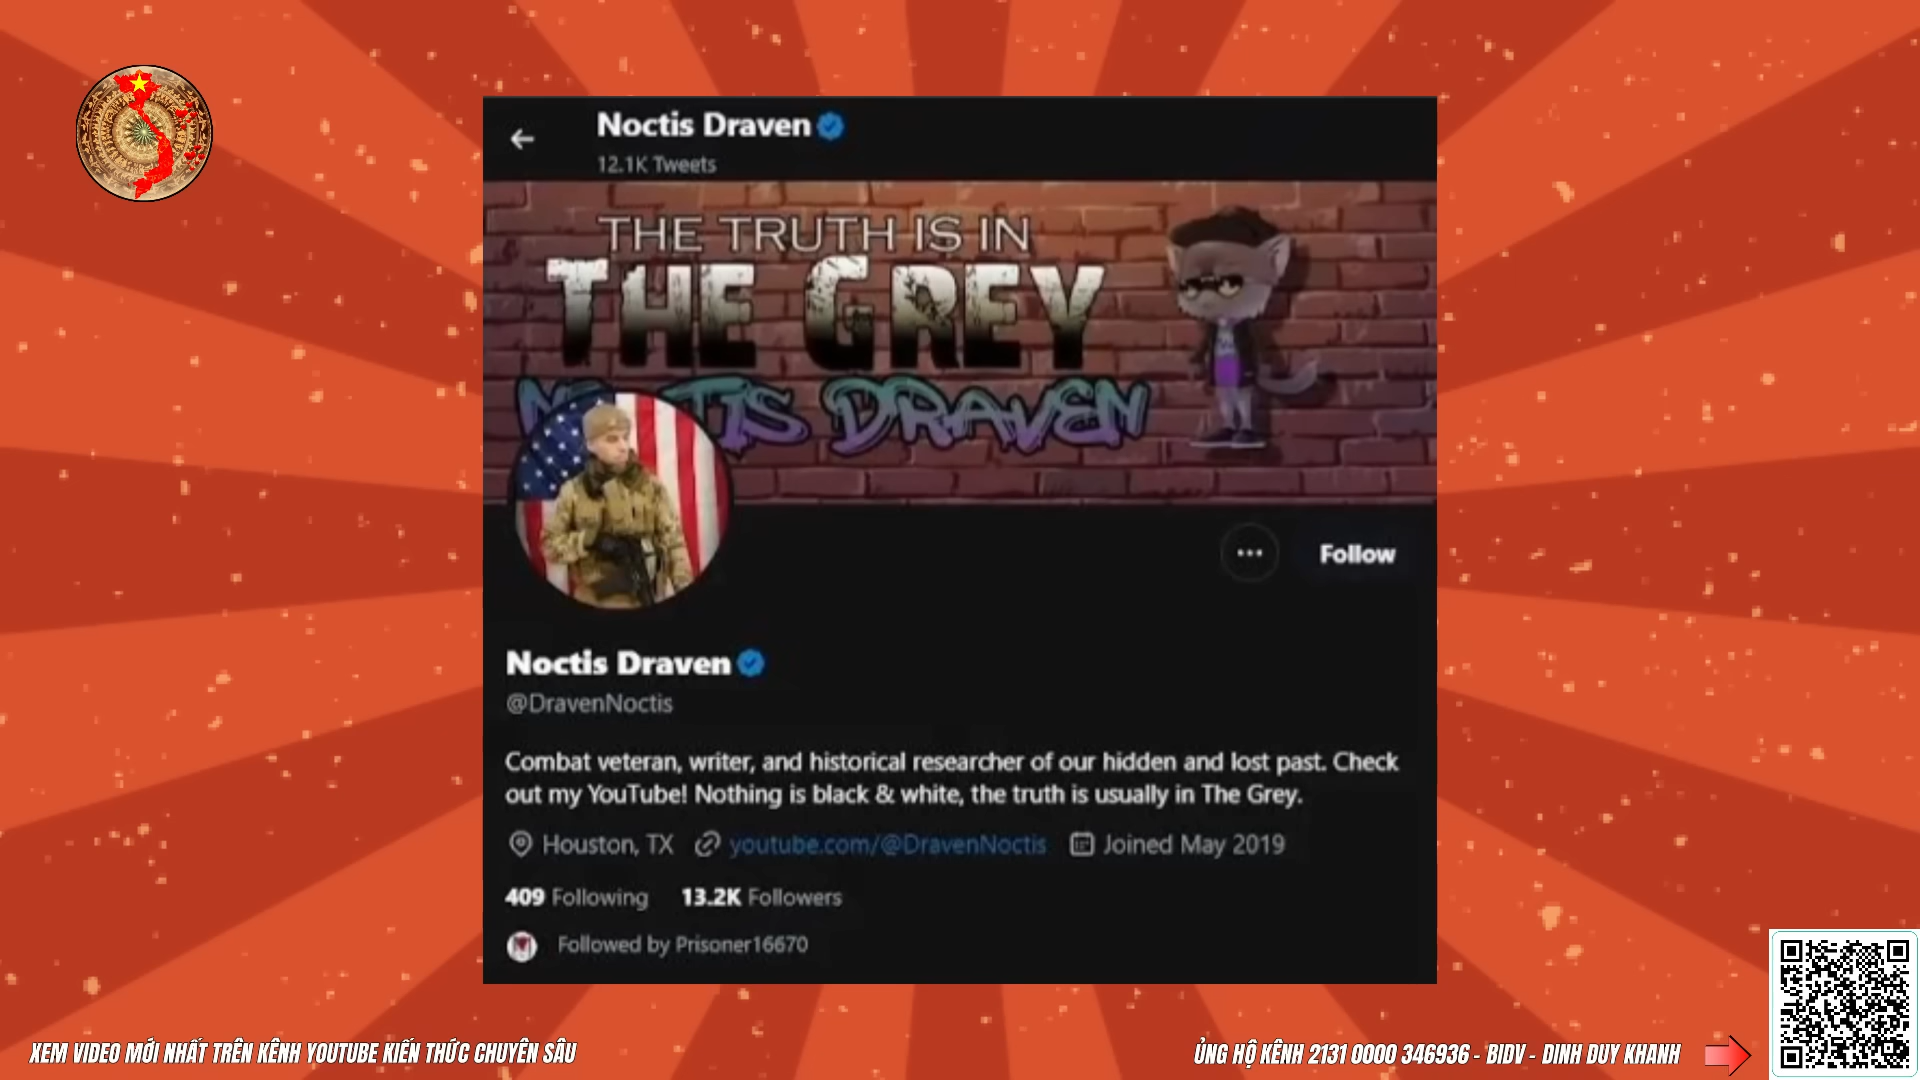 Noctis Draven
12.1K Tweets
THE TRUTH IS IN
THE GREY
NOCTIS DRAVEN
Follow
Noctis Draven
@DravenNoctis
Combat veteran, writer, and historical researcher of our hidden and lost past. Check
out my YouTube! Nothing is black & white, the truth is usually in The Grey.
Houston, TX youtube.com/@DravenNoctis Joined May 2019
409 Following 13.2K Followers
Followed by Prisoner16670
XEM VIDEO MỚI NHẤT TRÊN KÊNH YOUTUBE KIẾN THỨC CHUYÊN SÂU
ỦNG HỘ KÊNH 2131 0000 346936 - BIDV - DINH DUY KHANH